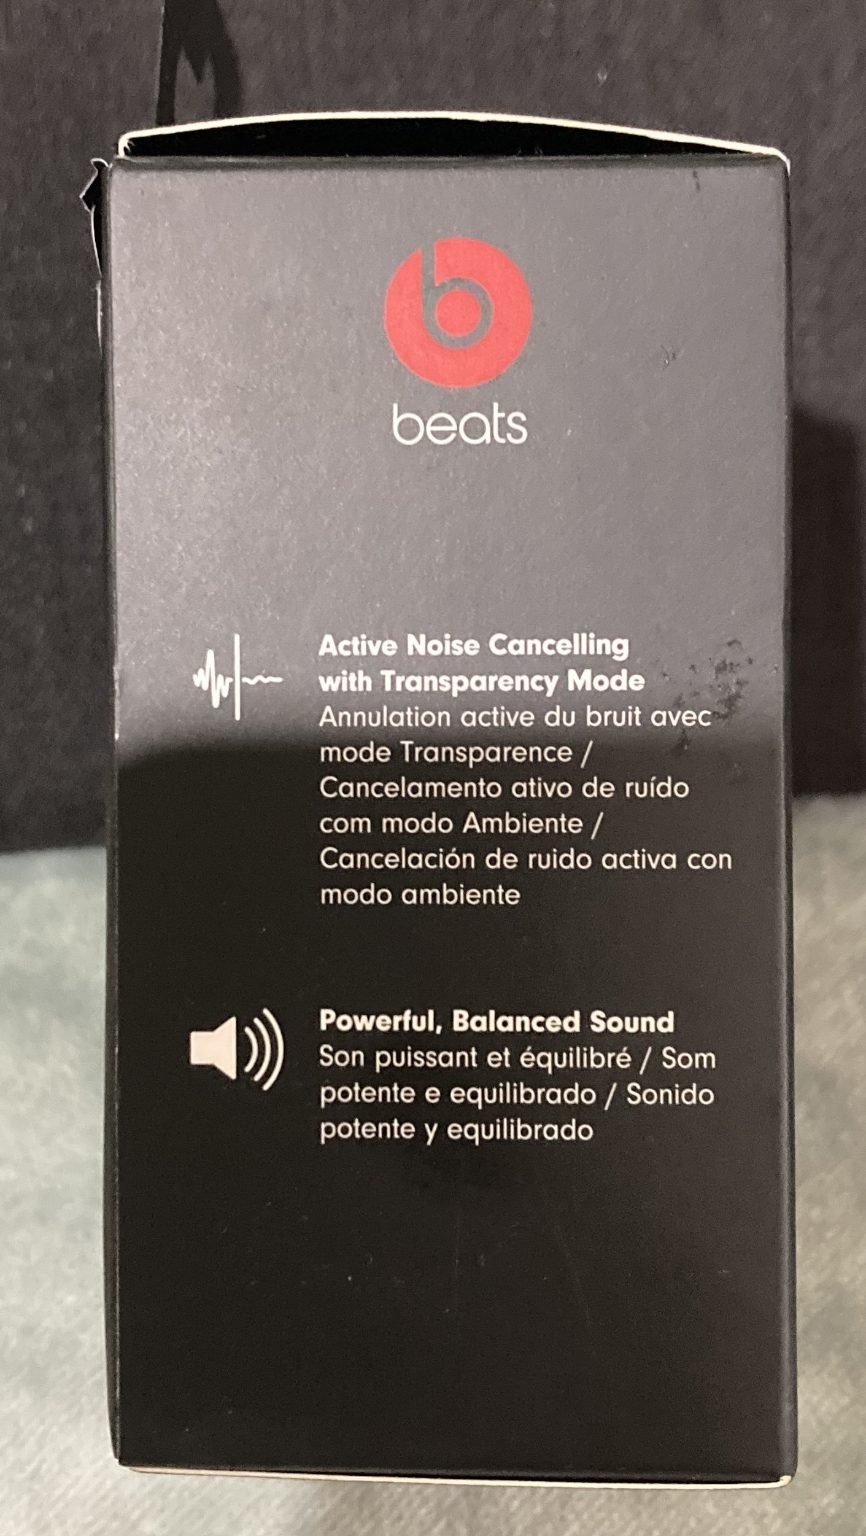 beats
Active Noise Cancelling
with Transparency Mode
Annulation active du bruit avec
mode Transparence /
Cancelamento ativo de ruído
com modo Ambiente /
Cancelación de ruido activa con
modo ambiente
Powerful, Balanced Sound
Son puissant et équilibré / Som
potente e equilibrado / Sonido
potente y equilibrado